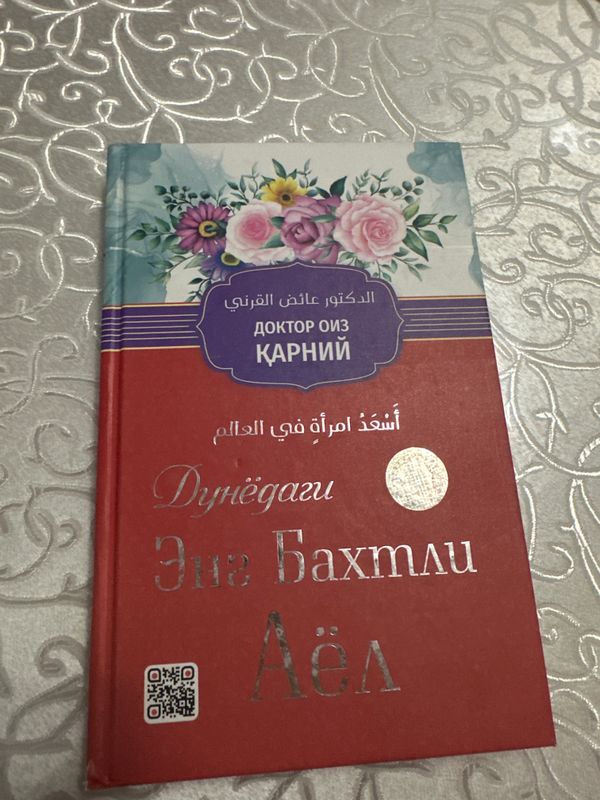 الدكتور عائض القرني
ДОКТОР ОИЗ
ҚАРНИЙ
أَسْعَدُ امرأةٍ في العالم
Дунёдаги
Энг Бахтли
Аёл